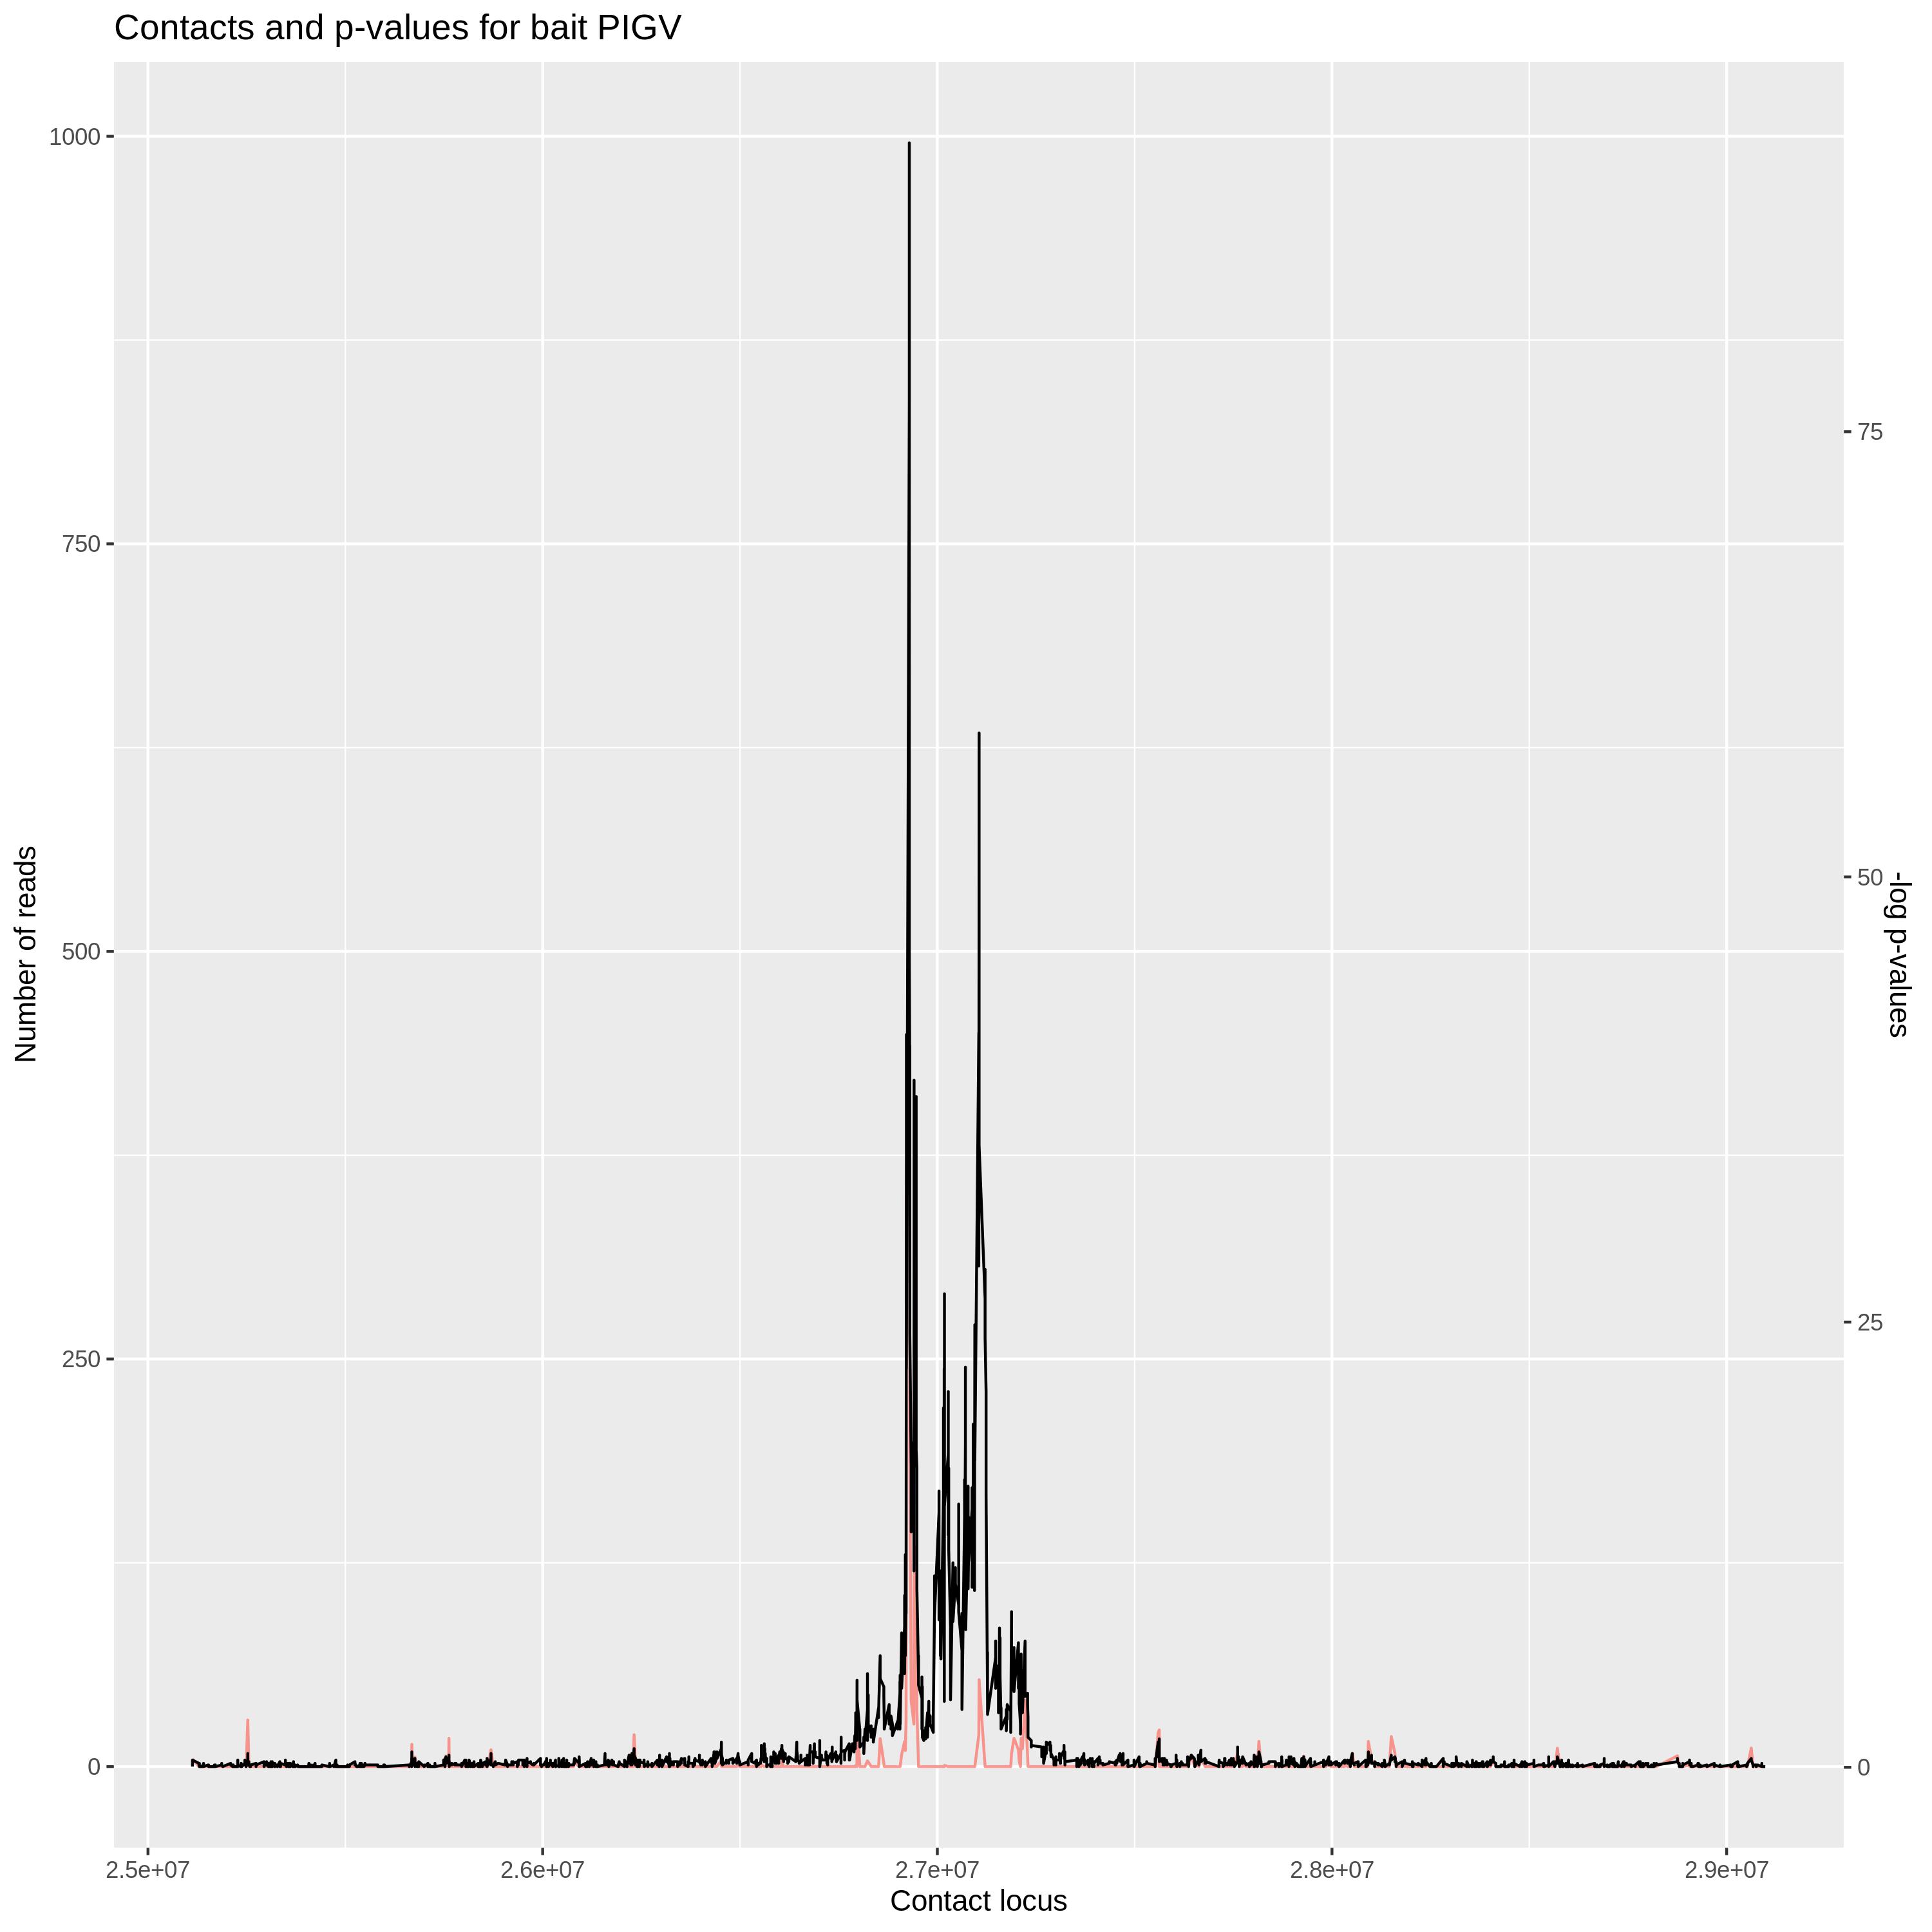 Contacts and p-values for bait PIGV
1000
750
500
250
0
Number of reads
75
50
25
0
-log p-values
2.5e+07
2.6e+07
2.7e+07
2.8e+07
2.9e+07
Contact locus